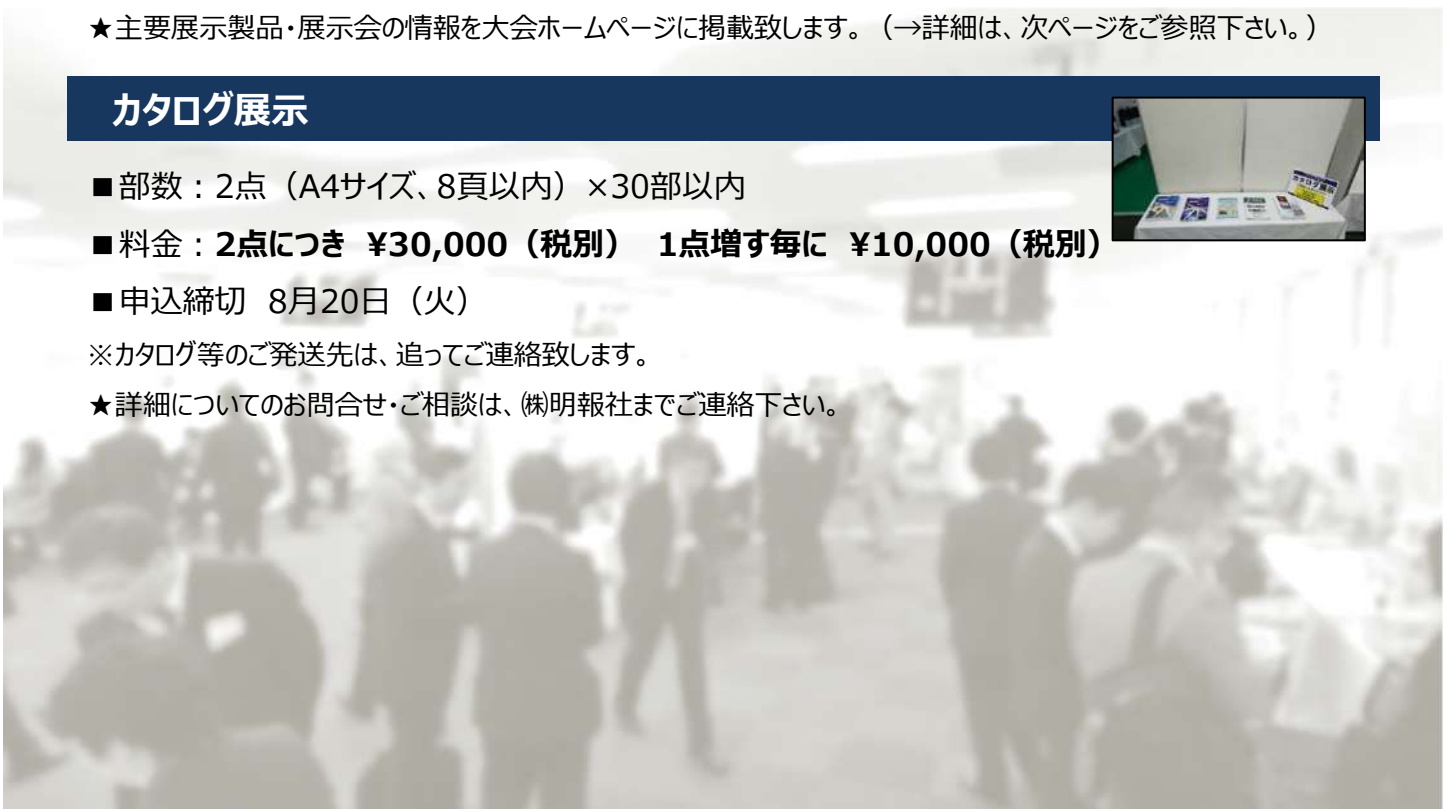 ★主要展示製品・展示会の情報を大会ホームページに掲載致します。（→詳細は、次ページをご参照下さい。）
カタログ展示
カタログ展示
■部数：2点（A4サイズ、8頁以内）×30部以内
■料金：2点につき ¥30,000（税別） 1点増す毎に ¥10,000（税別）
■申込締切 8月20日（火）
※カタログ等のご発送先は、追ってご連絡致します。
★詳細についてのお問合せ・ご相談は、㈱明報社までご連絡下さい。